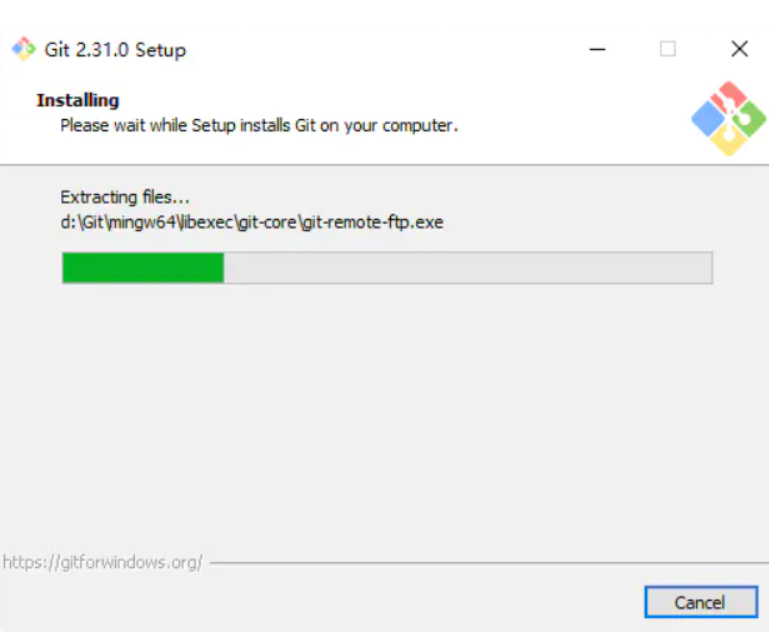 Git 2.31.0 Setup
Installing
Please wait while Setup installs Git on your computer.
Extracting files...
d:\Git\mingw64\libexec\git-core\git-remote-ftp.exe
https://gitforwindows.org/
Cancel